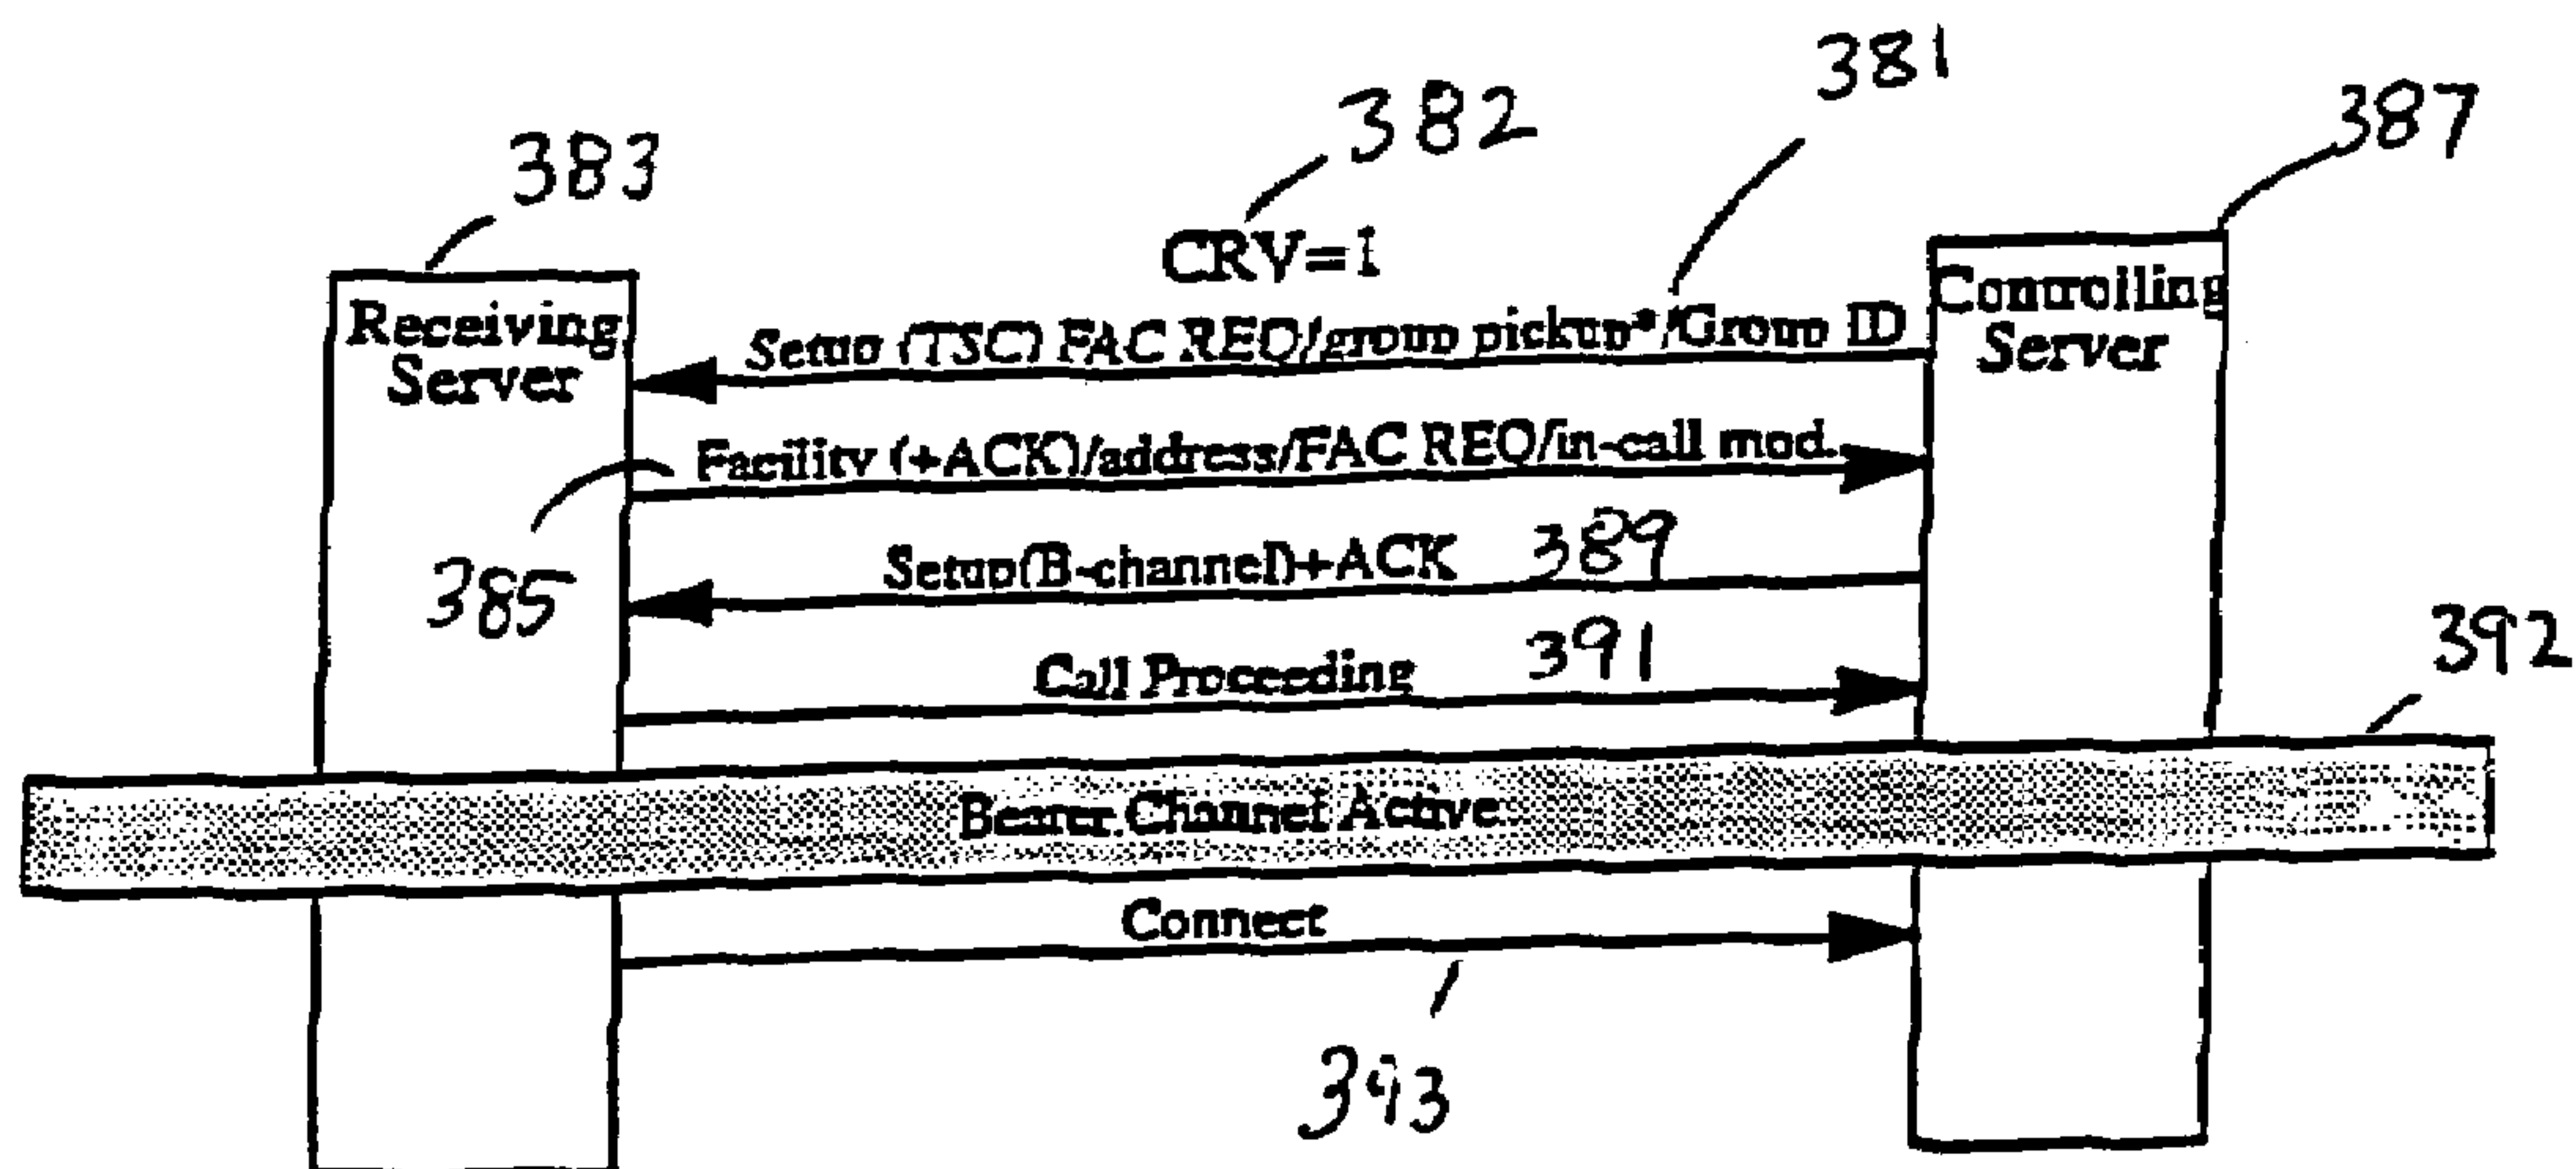 381
382
387
383
CRV=1
Receiving
Server
Controlling
Server
Setup (TSC) FAC REQ/group pickup*/Group ID
Facility (+ACK)/address/FAC REQ/in-call mod.
385
Setup(B-channel)+ACK 389
Call Proceeding 391
392
Bearer Channel Active
Connect
393